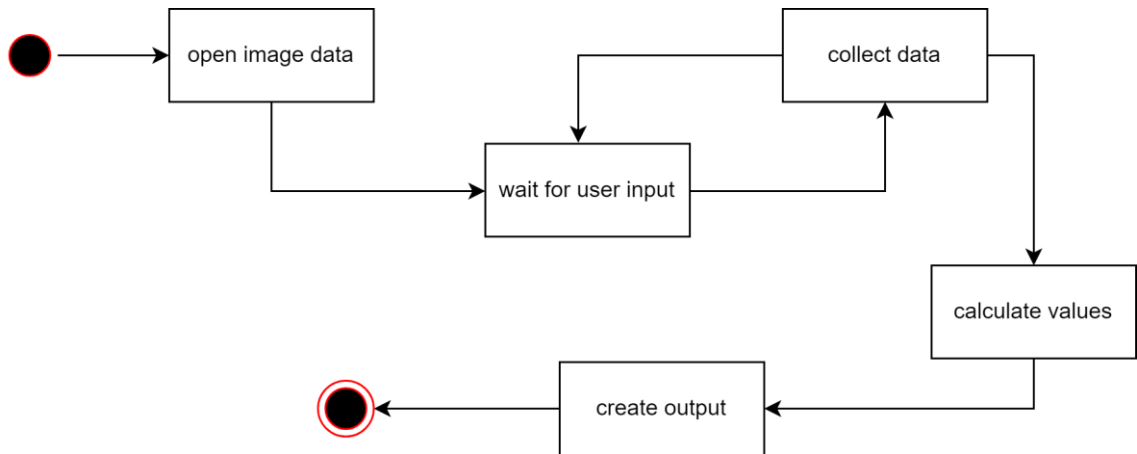 open image data
collect data
wait for user input
calculate values
create output